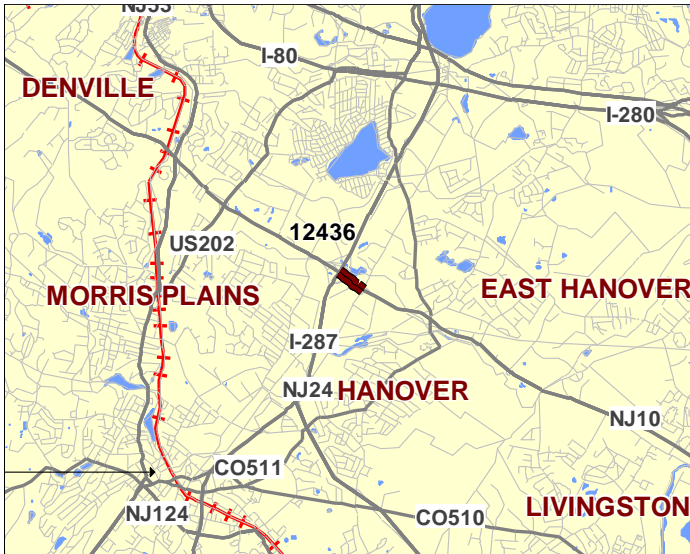 NJ53
I-80
DENVILLE
I-280
12436
US202
MORRIS PLAINS
EAST HANOVER
I-287
NJ24
HANOVER
NJ10
CO511
NJ124
CO510
LIVINGSTON